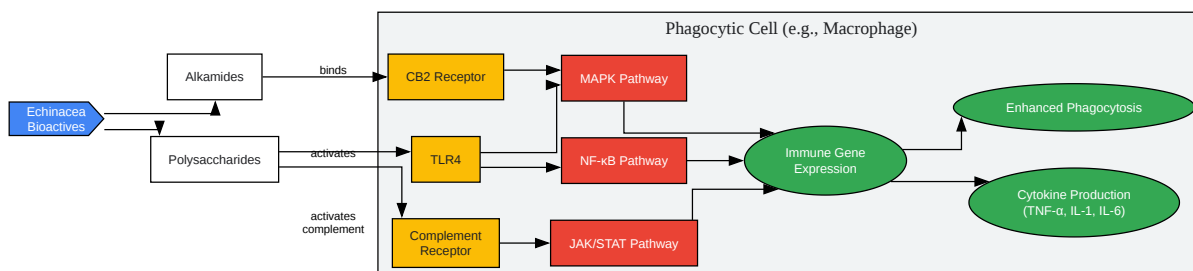 Phagocytic Cell (e.g., Macrophage)
Alkamides
binds
CB2 Receptor
MAPK Pathway
Echinacea
Bioactives
Enhanced Phagocytosis
Polysaccharides
activates
TLR4
NF-κB Pathway
Immune Gene
Expression
Cytokine Production
(TNF-α, IL-1, IL-6)
activates
complement
Complement
Receptor
JAK/STAT Pathway